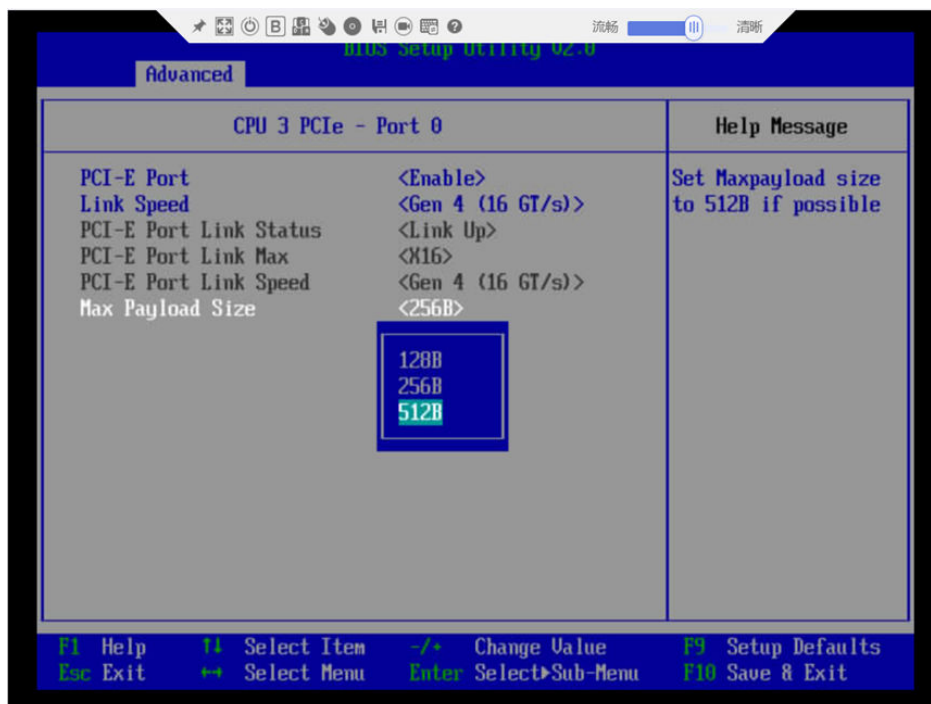 流畅 清晰
BIOS Setup Utility V2.0
Advanced
CPU 3 PCIe - Port 0
Help Message
PCI-E Port <Enable>
Link Speed <Gen 4 (16 GT/s)>
PCI-E Port Link Status <Link Up>
PCI-E Port Link Max <X16>
PCI-E Port Link Speed <Gen 4 (16 GT/s)>
Max Payload Size <256B>
128B
256B
512B
Set Maxpayload size
to 512B if possible
F1 Help ↑↓ Select Item -/+ Change Value F9 Setup Defaults
Esc Exit ↔ Select Menu Enter Select►Sub-Menu F10 Save & Exit